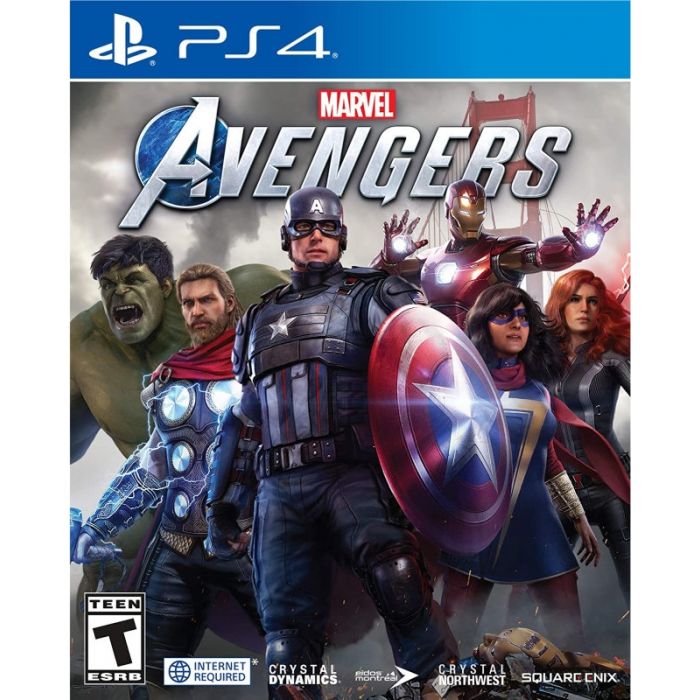 PS4
MARVEL
AVENGERS
A
TEEN
T
ESRB
INTERNET
REQUIRED
*
CRYSTAL
DYNAMICS
eidos
montréal
CRYSTAL
NORTHWEST
SQUARE ENIX